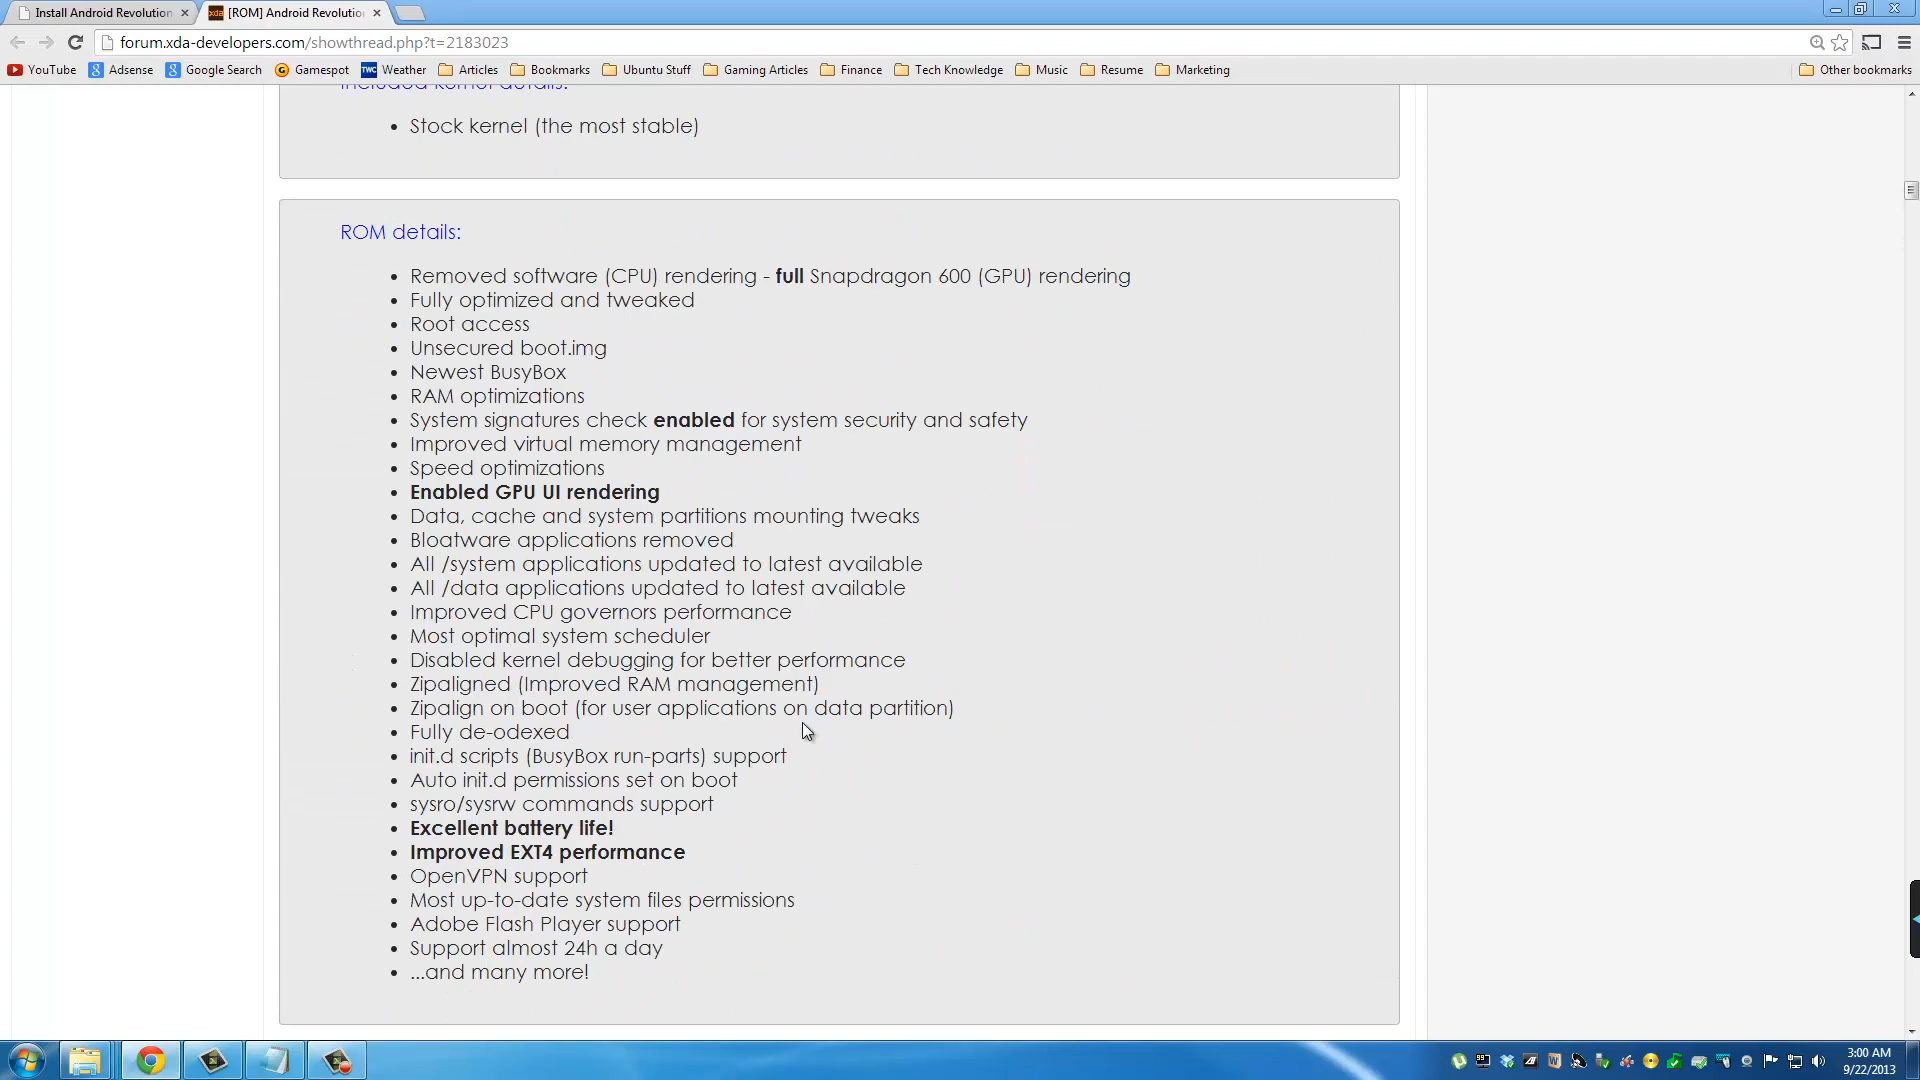 Install Android Revolution
xda
[ROM] Android Revolution
forum.xda-developers.com/showthread.php?t=2183023
YouTube
Adsense
Google Search
Gamespot
TWC Weather
Articles
Bookmarks
Ubuntu Stuff
Gaming Articles
Finance
Tech Knowledge
Music
Resume
Marketing
Other bookmarks
Included kernel details:
• Stock kernel (the most stable)
ROM details:
• Removed software (CPU) rendering - full Snapdragon 600 (GPU) rendering
• Fully optimized and tweaked
• Root access
• Unsecured boot.img
• Newest BusyBox
• RAM optimizations
• System signatures check enabled for system security and safety
• Improved virtual memory management
• Speed optimizations
• Enabled GPU UI rendering
• Data, cache and system partitions mounting tweaks
• Bloatware applications removed
• All /system applications updated to latest available
• All /data applications updated to latest available
• Improved CPU governors performance
• Most optimal system scheduler
• Disabled kernel debugging for better performance
• Zipaligned (Improved RAM management)
• Zipalign on boot (for user applications on data partition)
• Fully de-odexed
• init.d scripts (BusyBox run-parts) support
• Auto init.d permissions set on boot
• sysro/sysrw commands support
• Excellent battery life!
• Improved EXT4 performance
• OpenVPN support
• Most up-to-date system files permissions
• Adobe Flash Player support
• Support almost 24h a day
• ...and many more!
3:00 AM
9/22/2013